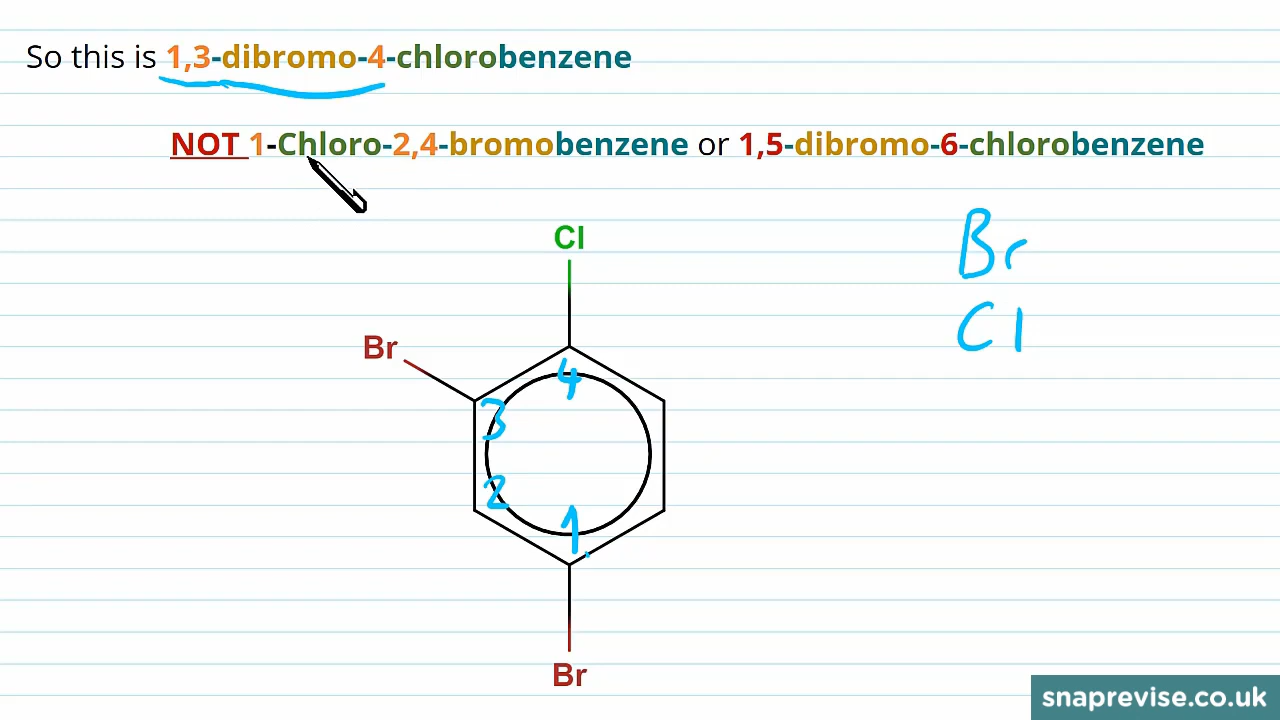 So this is 1,3-dibromo-4-chlorobenzene
NOT 1-Chloro-2,4-bromobenzene or 1,5-dibromo-6-chlorobenzene
Br
Cl
Cl
Br
4
3
2
1
Br
snaprevise.co.uk